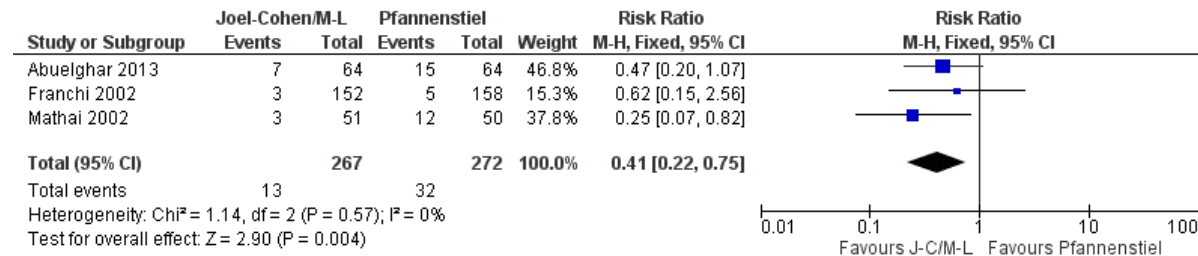 Joel-Cohen/M-L Pfannenstiel Risk Ratio Risk Ratio
Study or Subgroup Events Total Events Total Weight M-H, Fixed, 95% CI M-H, Fixed, 95% CI
Abuelghar 2013 7 64 15 64 46.8% 0.47 [0.20, 1.07]
Franchi 2002 3 152 5 158 15.3% 0.62 [0.15, 2.56]
Mathai 2002 3 51 12 50 37.8% 0.25 [0.07, 0.82]
Total (95% CI) 267 272 100.0% 0.41 [0.22, 0.75]
Total events 13 32
Heterogeneity: Chi² = 1.14, df = 2 (P = 0.57); I² = 0%
Test for overall effect: Z = 2.90 (P = 0.004)
0.01 0.1 1 10 100
Favours J-C/M-L Favours Pfannenstiel